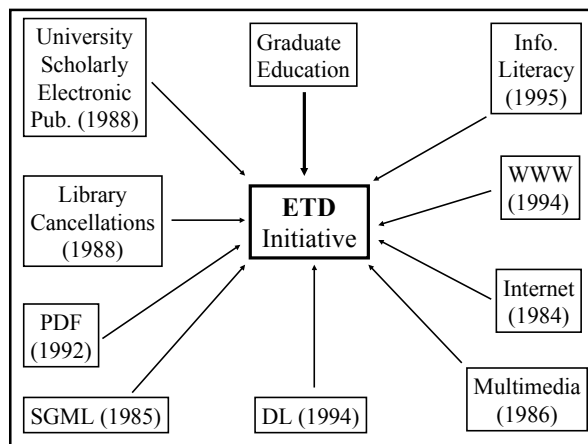 University
Scholarly
Electronic
Pub. (1988)
Graduate
Education
Info.
Literacy
(1995)
Library
Cancellations
(1988)
ETD
Initiative
WWW
(1994)
PDF
(1992)
Internet
(1984)
SGML (1985)
DL (1994)
Multimedia
(1986)